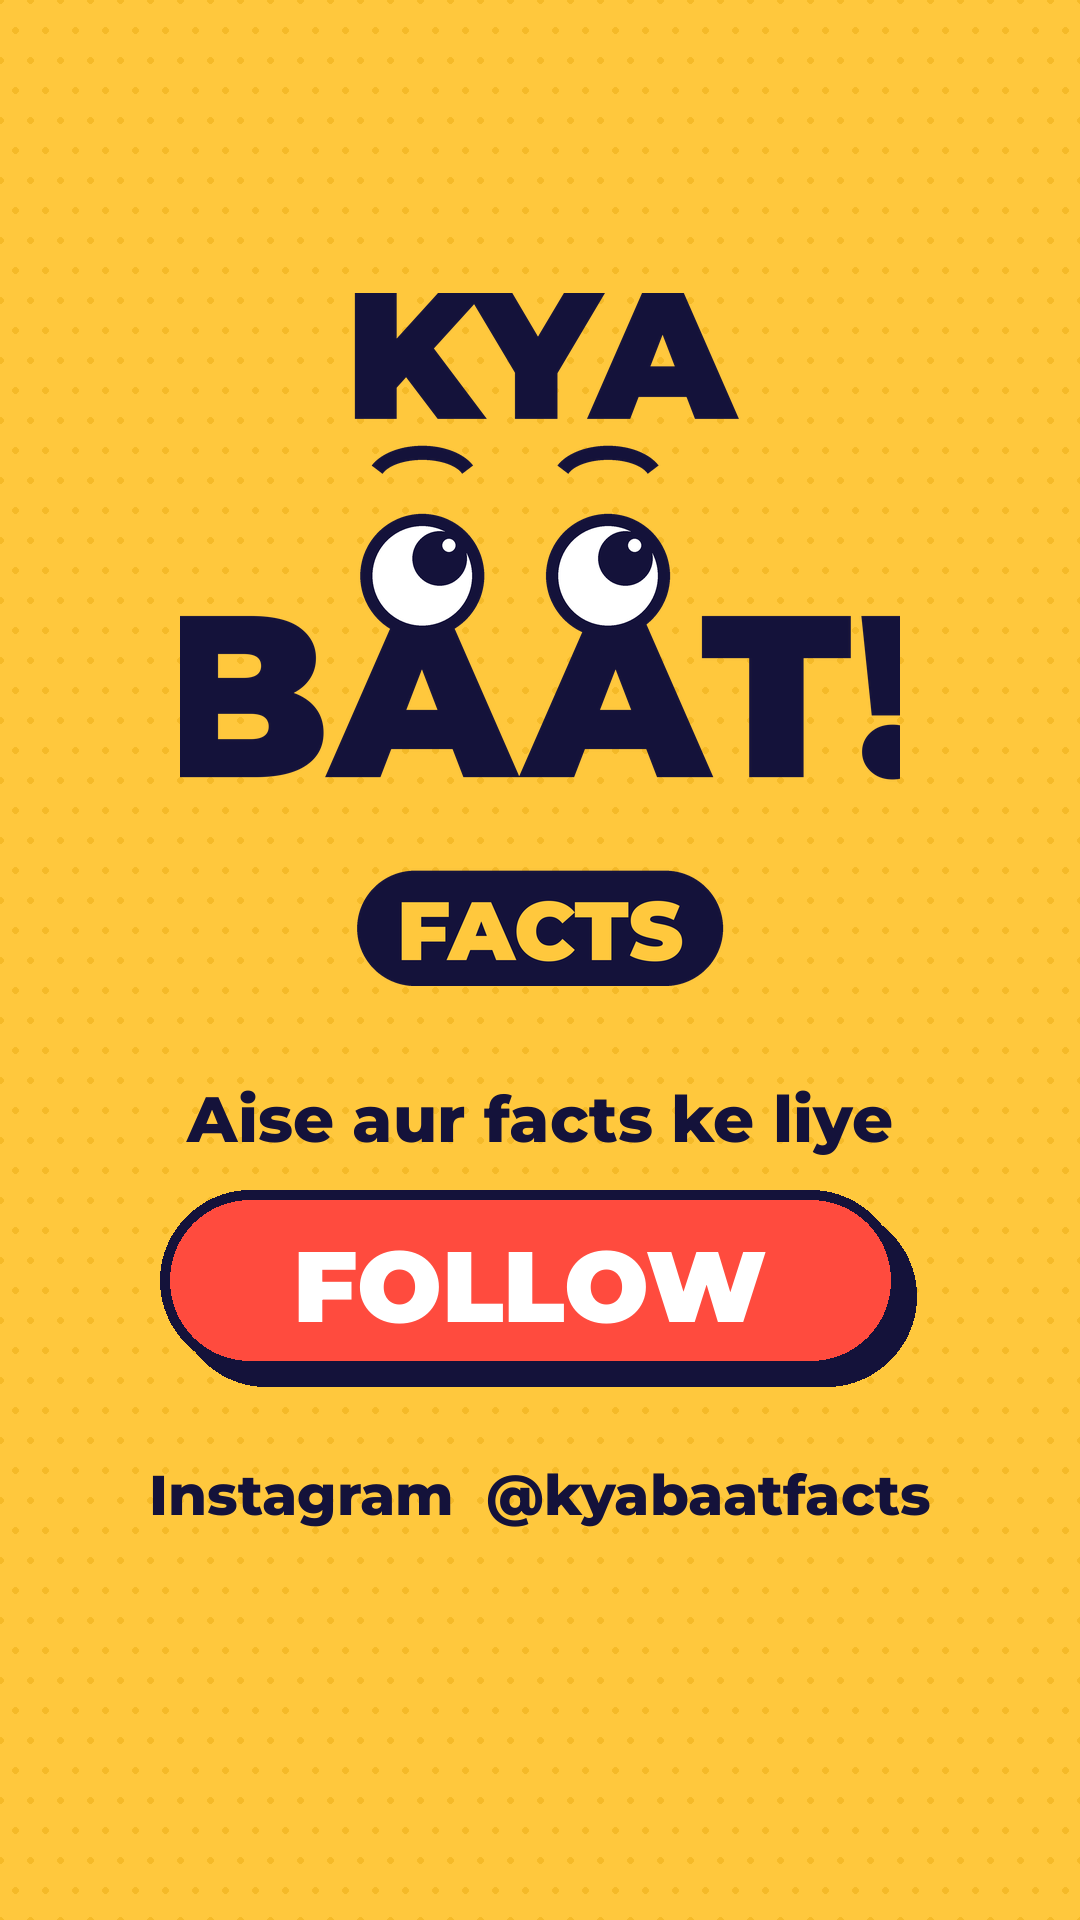 KYA
BAAT!
FACTS
Aise aur facts ke liye
FOLLOW
Instagram @kyabaatfacts